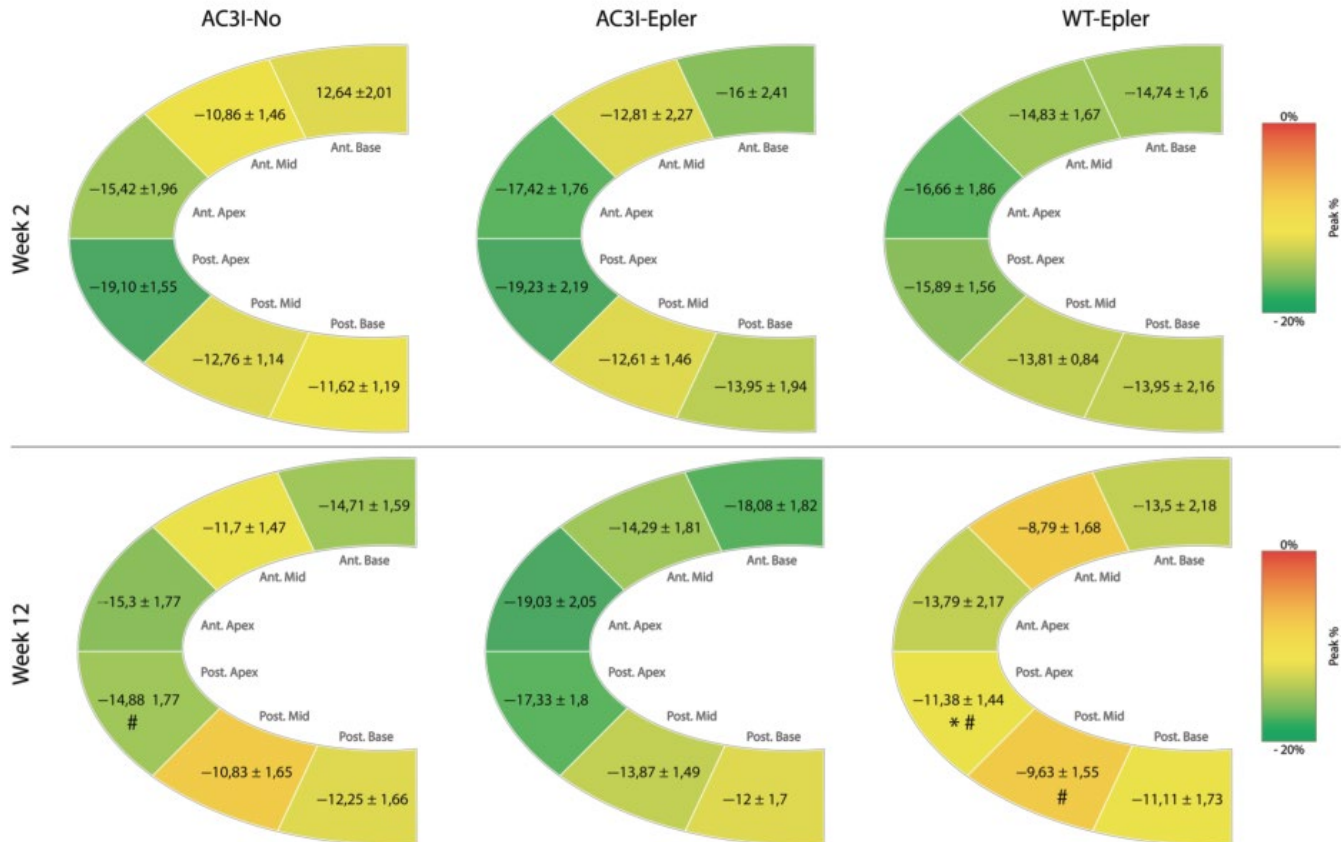 AC3I-No
AC3I-Epler
WT-Epler
Week 2
12,64 ±2,01
−10,86 ± 1,46
Ant. Base
Ant. Mid
−15,42 ±1,96
Ant. Apex
Post. Apex
−19,10 ±1,55
Post. Mid
Post. Base
−12,76 ± 1,14
−11,62 ± 1,19
−16 ± 2,41
−12,81 ± 2,27
Ant. Base
Ant. Mid
−17,42 ± 1,76
Ant. Apex
Post. Apex
−19,23 ± 2,19
Post. Mid
Post. Base
−12,61 ± 1,46
−13,95 ± 1,94
−14,74 ± 1,6
−14,83 ± 1,67
Ant. Base
Ant. Mid
−16,66 ± 1,86
Ant. Apex
Post. Apex
−15,89 ± 1,56
Post. Mid
Post. Base
−13,81 ± 0,84
−13,95 ± 2,16
0%
Peak %
- 20%
Week 12
−14,71 ± 1,59
−11,7 ± 1,47
Ant. Base
Ant. Mid
−15,3 ± 1,77
Ant. Apex
Post. Apex
−14,88 1,77
#
Post. Mid
Post. Base
−10,83 ± 1,65
−12,25 ± 1,66
−18,08 ± 1,82
−14,29 ± 1,81
Ant. Base
Ant. Mid
−19,03 ± 2,05
Ant. Apex
Post. Apex
−17,33 ± 1,8
Post. Mid
Post. Base
−13,87 ± 1,49
−12 ± 1,7
−13,5 ± 2,18
−8,79 ± 1,68
Ant. Base
Ant. Mid
−13,79 ± 2,17
Ant. Apex
Post. Apex
−11,38 ± 1,44
* #
Post. Mid
Post. Base
−9,63 ± 1,55
#
−11,11 ± 1,73
0%
Peak %
- 20%